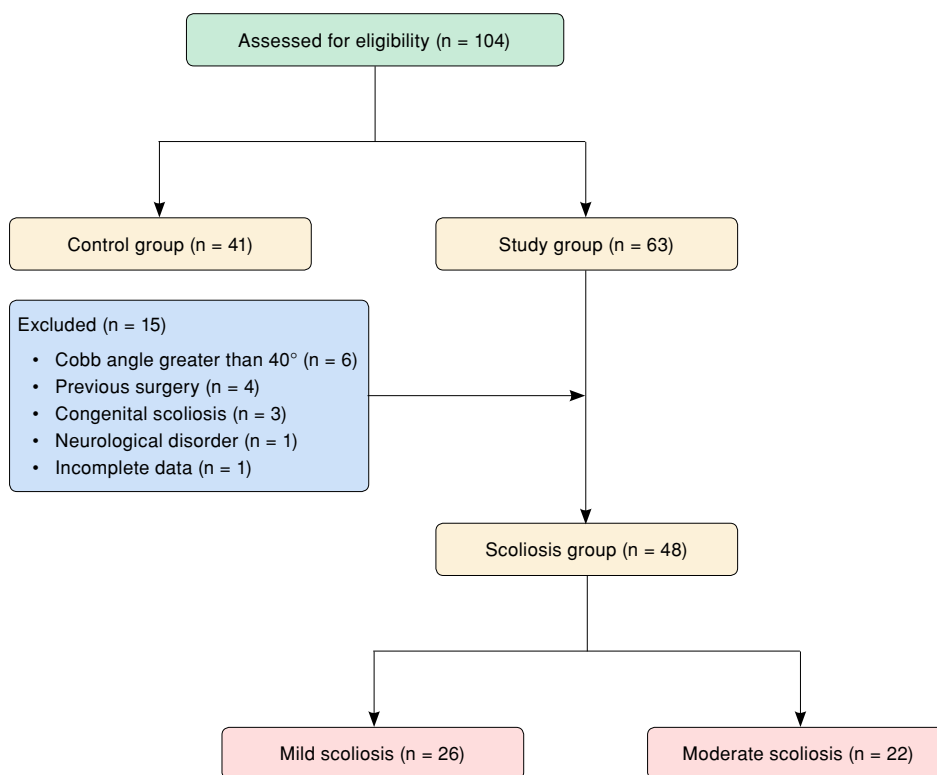 Assessed for eligibility (n = 104)
Control group (n = 41)
Study group (n = 63)
Excluded (n = 15)
• Cobb angle greater than 40° (n = 6)
• Previous surgery (n = 4)
• Congenital scoliosis (n = 3)
• Neurological disorder (n = 1)
• Incomplete data (n = 1)
Scoliosis group (n = 48)
Mild scoliosis (n = 26)
Moderate scoliosis (n = 22)